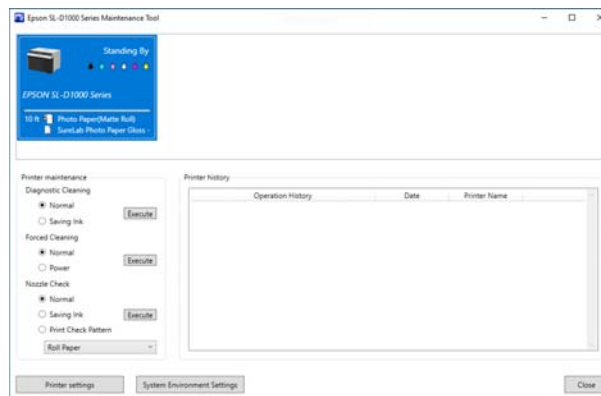 Epson SL-D1000 Series Maintenance Tool
Standing By
EPSON SL-D1000 Series
10 ft Photo Paper(Matte Roll)
SureLab Photo Paper Gloss -
Printer maintenance
Diagnostic Cleaning
Normal
Saving Ink
Execute
Forced Cleaning
Normal
Power
Execute
Nozzle Check
Normal
Saving Ink
Execute
Print Check Pattern
Roll Paper
Printer history
Operation History Date Printer Name
Printer settings
System Environment Settings
Close